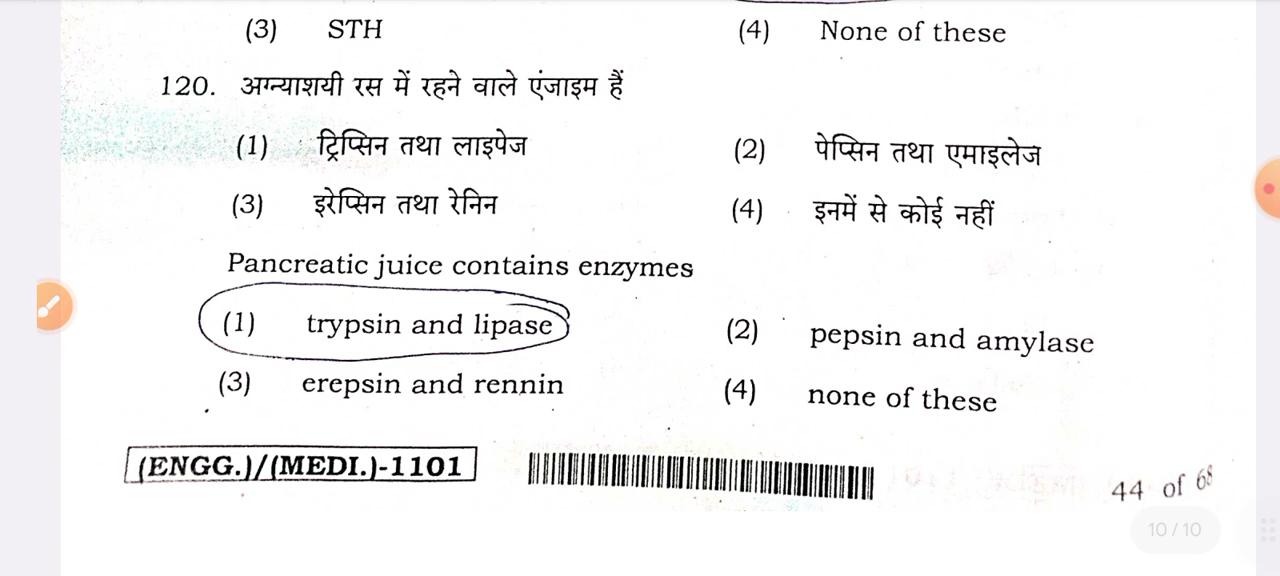 (3) STH (4) None of these
120. अग्न्याशयी रस में रहने वाले एंजाइम हैं
(1) ट्रिप्सिन तथा लाइपेज (2) पेप्सिन तथा एमाइलेज
(3) इरेप्सिन तथा रेनिन (4) इनमें से कोई नहीं
Pancreatic juice contains enzymes
(1) trypsin and lipase (2) pepsin and amylase
(3) erepsin and rennin (4) none of these
(ENGG.)/(MEDI.)-1101 44 of 68
10 / 10